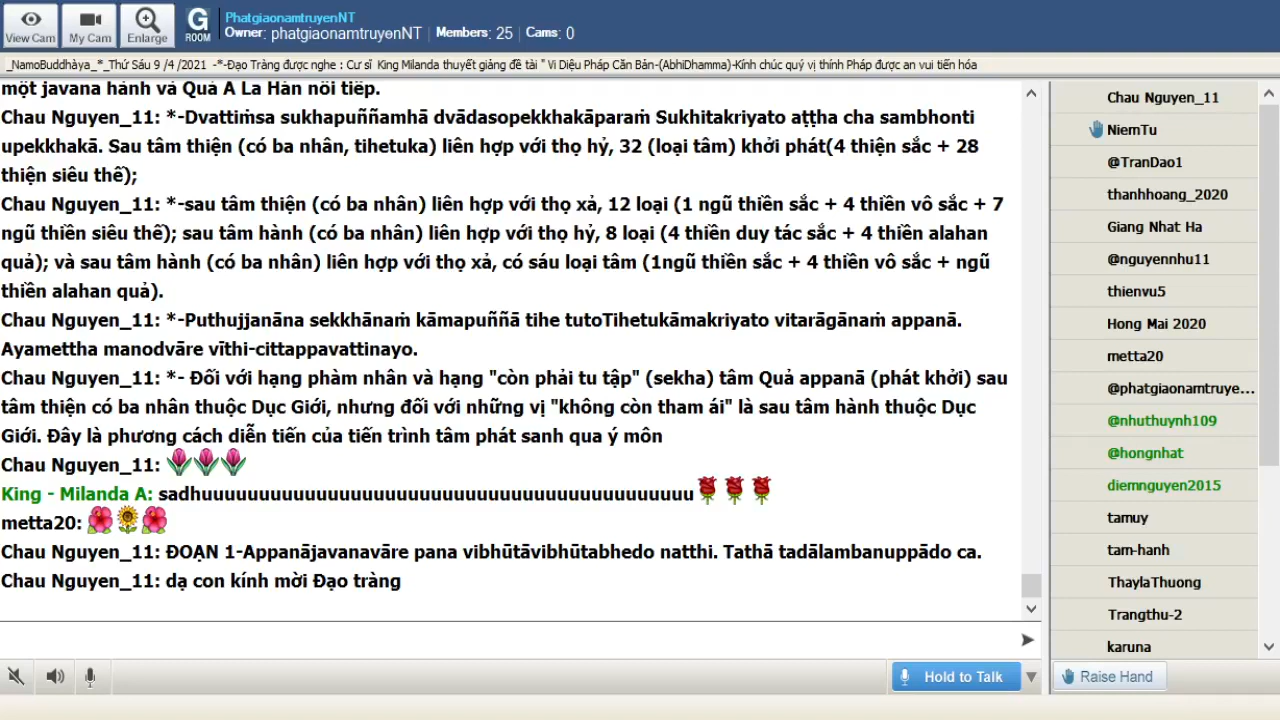 View Cam
My Cam
Enlarge
G
ROOM
PhatgiaonamtruyenNT
Owner: phatgiaonamtruyenNT Members: 25 Cams: 0
_NamoBuddhàya_*_Thứ Sáu 9 /4 /2021 -*-Đạo Tràng được nghe : Cư sĩ King Milanda thuyết giảng đề tài " Vi Diệu Pháp Căn Bản-(AbhiDhamma)-Kính chúc quý vị thính Pháp được an vui tiến hóa
một javana hành và Quả A La Hán nối tiếp.
Chau Nguyen_11: *-Dvattiṁsa sukhapuññamhā dvādasopekkhakāparaṁ Sukhitakriyato aṭṭha cha sambhonti
upekkhakā. Sau tâm thiện (có ba nhân, tihetuka) liên hợp với thọ hỷ, 32 (loại tâm) khởi phát(4 thiện sắc + 28
thiện siêu thế);
Chau Nguyen_11: *-sau tâm thiện (có ba nhân) liên hợp với thọ xả, 12 loại (1 ngũ thiền sắc + 4 thiền vô sắc + 7
ngũ thiền siêu thế); sau tâm hành (có ba nhân) liên hợp với thọ hỷ, 8 loại (4 thiền duy tác sắc + 4 thiền alahan
quả); và sau tâm hành (có ba nhân) liên hợp với thọ xả, có sáu loại tâm (1ngũ thiền sắc + 4 thiền vô sắc + ngũ
thiền alahan quả).
Chau Nguyen_11: *-Puthujjanāna sekkhānaṁ kāmapuññā tihe tutoTihetukāmakriyato vitarāgānaṁ appanā.
Ayamettha manodvāre vīthi-cittappavattinayo.
Chau Nguyen_11: *- Đối với hạng phàm nhân và hạng "còn phải tu tập" (sekha) tâm Quả appanā (phát khởi) sau
tâm thiện có ba nhân thuộc Dục Giới, nhưng đối với những vị "không còn tham ái" là sau tâm hành thuộc Dục
Giới. Đây là phương cách diễn tiến của tiến trình tâm phát sanh qua ý môn
Chau Nguyen_11:
King - Milanda A: sadhuuuuuuuuuuuuuuuuuuuuuuuuuuuuuuuuuuuuuuuuuuu
metta20:
Chau Nguyen_11: ĐOẠN 1-Appanājavanavāre pana vibhūtāvibhūtabhedo natthi. Tathā tadālambanuppādo ca.
Chau Nguyen_11: dạ con kính mời Đạo tràng
Hold to Talk
Chau Nguyen_11
NiemTu
@TranDao1
thanhhoang_2020
Giang Nhat Ha
@nguyennhu11
thienvu5
Hong Mai 2020
metta20
@phatgiaonamtruye...
@nhuthuynh109
@hongnhat
diemnguyen2015
tamuy
tam-hanh
ThaylaThuong
Trangthu-2
karuna
Raise Hand